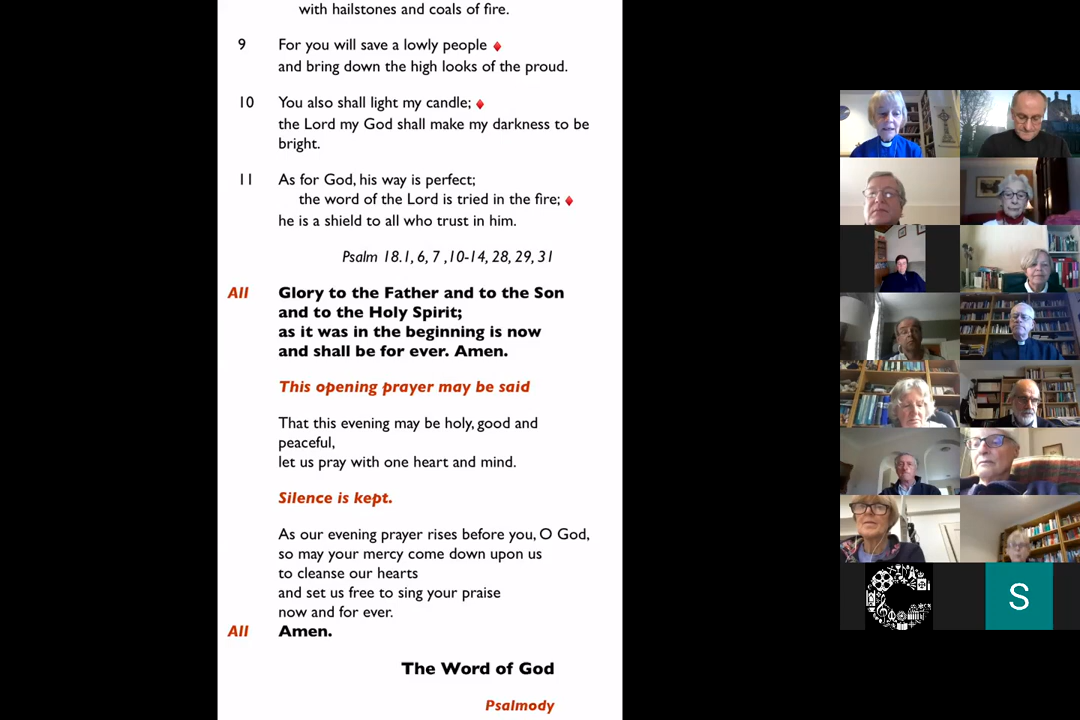 with hailstones and coals of fire.
9 For you will save a lowly people ♦
and bring down the high looks of the proud.
10 You also shall light my candle; ♦
the Lord my God shall make my darkness to be
bright.
11 As for God, his way is perfect;
the word of the Lord is tried in the fire; ♦
he is a shield to all who trust in him.
Psalm 18.1, 6, 7 ,10-14, 28, 29, 31
All Glory to the Father and to the Son
and to the Holy Spirit;
as it was in the beginning is now
and shall be for ever. Amen.
This opening prayer may be said
That this evening may be holy, good and
peaceful,
let us pray with one heart and mind.
Silence is kept.
As our evening prayer rises before you, O God,
so may your mercy come down upon us
to cleanse our hearts
and set us free to sing your praise
now and for ever.
All Amen.
The Word of God
Psalmody
S